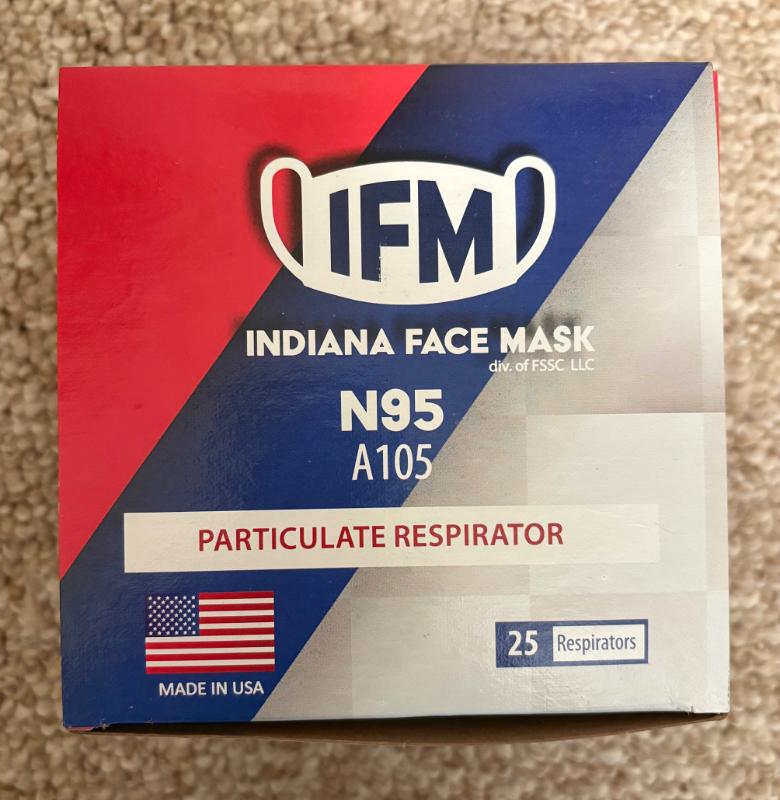 IFM
INDIANA FACE MASK
div. of FSSC LLC
N95
A105
PARTICULATE RESPIRATOR
25 Respirators
MADE IN USA